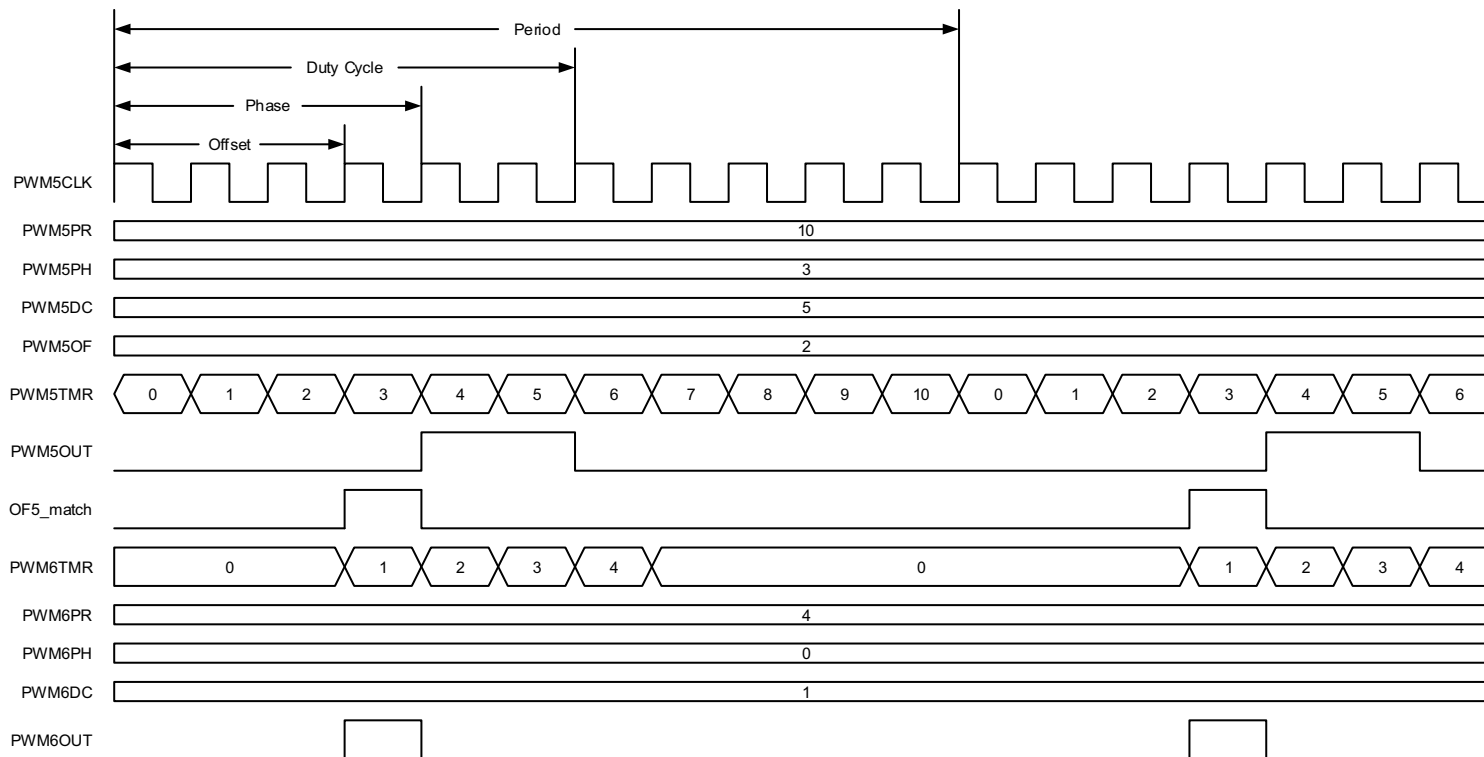 Period
Duty Cycle
Phase
Offset
PWM5CLK
PWM5PR 10
PWM5PH 3
PWM5DC 5
PWM5OF 2
PWM5TMR 0 1 2 3 4 5 6 7 8 9 10 0 1 2 3 4 5 6
PWM5OUT
OF5_match
PWM6TMR 0 1 2 3 4 0 1 2 3 4
PWM6PR 4
PWM6PH 0
PWM6DC 1
PWM6OUT